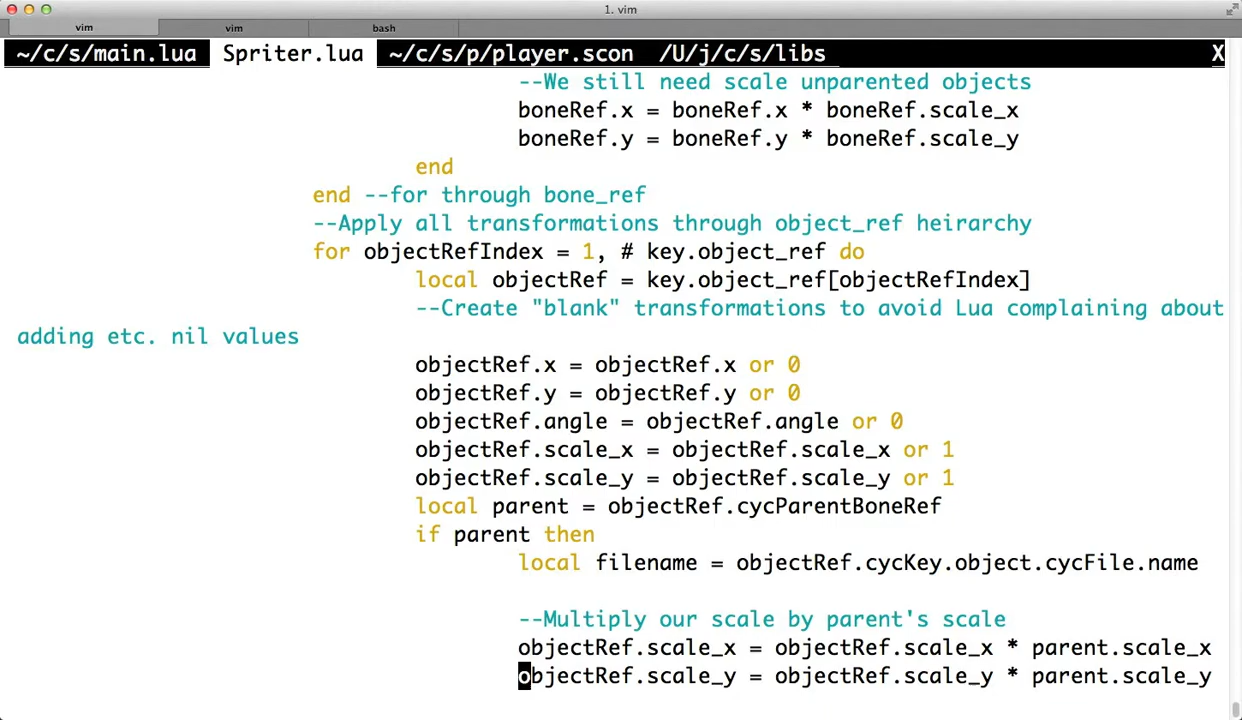 1. vim
vim vim bash
~/c/s/main.lua Spriter.lua ~/c/s/p/player.scon /U/j/c/s/libs X
--We still need scale unparented objects
boneRef.x = boneRef.x * boneRef.scale_x
boneRef.y = boneRef.y * boneRef.scale_y
end
end --for through bone_ref
--Apply all transformations through object_ref heirarchy
for objectRefIndex = 1, # key.object_ref do
local objectRef = key.object_ref[objectRefIndex]
--Create "blank" transformations to avoid Lua complaining about
adding etc. nil values
objectRef.x = objectRef.x or 0
objectRef.y = objectRef.y or 0
objectRef.angle = objectRef.angle or 0
objectRef.scale_x = objectRef.scale_x or 1
objectRef.scale_y = objectRef.scale_y or 1
local parent = objectRef.cycParentBoneRef
if parent then
local filename = objectRef.cycKey.object.cycFile.name
--Multiply our scale by parent's scale
objectRef.scale_x = objectRef.scale_x * parent.scale_x
objectRef.scale_y = objectRef.scale_y * parent.scale_y